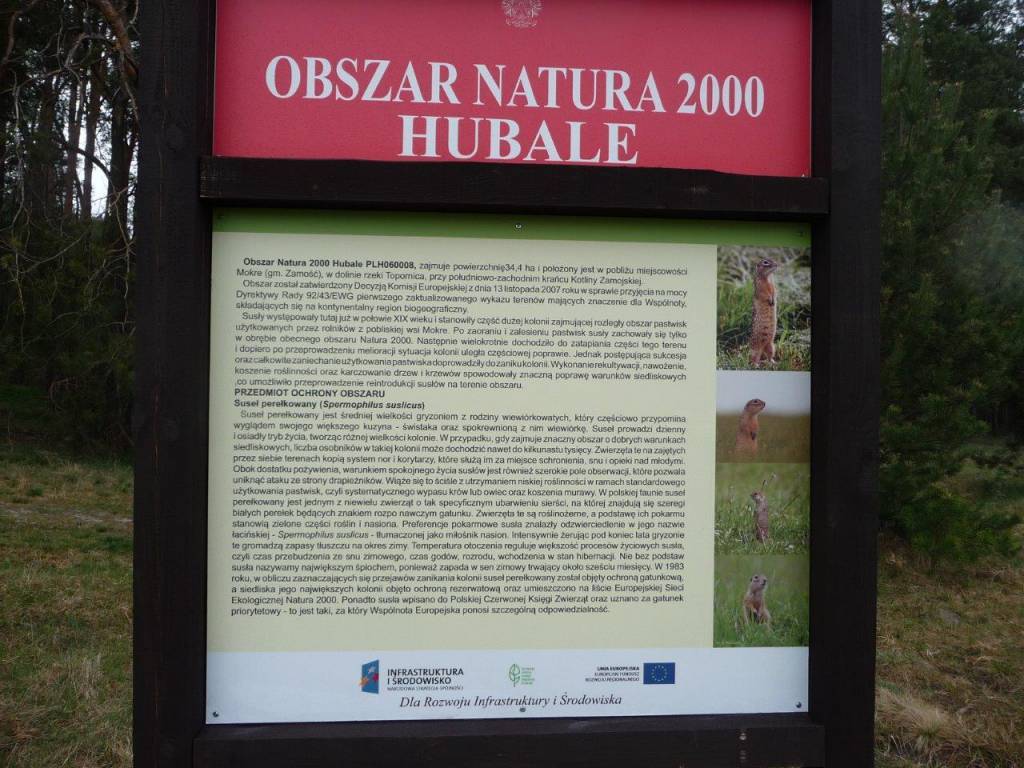 OBSZAR NATURA 2000
HUBALE
Obszar Natura 2000 Hubale PLH060008, zajmuje powierzchnię34,4 ha i położony jest w pobliżu miejscowości
Mokre (gm. Zamość), w dolinie rzeki Topornica, przy południowo-zachodnim krańcu Kotliny Zamojskiej.
Obszar został zatwierdzony Decyzją Komisji Europejskiej z dnia 13 listopada 2007 roku w sprawie przyjęcia na mocy
Dyrektywy Rady 92/43/EWG pierwszego zaktualizowanego wykazu terenów mających znaczenie dla Wspólnoty,
składających się na kontynentalny region biogeograficzny.
Susły występowały tutaj już w połowie XIX wieku i stanowiły część dużej kolonii zajmującej rozległy obszar pastwisk
użytkowanych przez rolników z pobliskiej wsi Mokre. Po zaoraniu i zalesieniu pastwisk susły zachowały się tylko
w obrębie obecnego obszaru Natura 2000. Następnie wielokrotnie dochodziło do zatapiania części tego terenu
i dopiero po przeprowadzeniu melioracji sytuacja kolonii uległa częściowej poprawie. Jednak postępująca sukcesja
oraz całkowite zaniechanie użytkowania pastwiska doprowadziły do zaniku kolonii. Wykonanie rekultywacji, nawożenie,
koszenie roślinności oraz karczowanie drzew i krzewów spowodowały znaczną poprawę warunków siedliskowych
,co umożliwiło przeprowadzenie reintrodukcji susłów na terenie obszaru.
PRZEDMIOT OCHRONY OBSZARU
Suseł perełkowany (Spermophilus suslicus)
Suseł perełkowany jest średniej wielkości gryzoniem z rodziny wiewiórkowatych, który częściowo przypomina
wyglądem swojego większego kuzyna - świstaka oraz spokrewnioną z nim wiewiórkę. Suseł prowadzi dzienny
i osiadły tryb życia, tworząc różnej wielkości kolonie. W przypadku, gdy zajmuje znaczny obszar o dobrych warunkach
siedliskowych, liczba osobników w takiej kolonii może dochodzić nawet do kilkunastu tysięcy. Zwierzęta te na zajętych
przez siebie terenach kopią system nor i korytarzy, które służą im za miejsce schronienia, snu i opieki nad młodymi.
Obok dostatku pożywienia, warunkiem spokojnego życia susłów jest również szerokie pole obserwacji, które pozwala
uniknąć ataku ze strony drapieżników. Wiąże się to ściśle z utrzymaniem niskiej roślinności w ramach standardowego
użytkowania pastwisk, czyli systematycznego wypasu krów lub owiec oraz koszenia murawy. W polskiej faunie suseł
perełkowany jest jednym z niewielu zwierząt o tak specyficznym ubarwieniu sierści, na której znajdują się szeregi
białych perełek będących znakiem rozpo nawczym gatunku. Zwierzęta te są roślinożerne, a podstawę ich pokarmu
stanowią zielone części roślin i nasiona. Preferencje pokarmowe susła znalazły odzwierciedlenie w jego nazwie
łacińskiej - Spermophilus suslicus - tłumaczonej jako miłośnik nasion. Intensywnie żerując pod koniec lata gryzonie
te gromadzą zapasy tłuszczu na okres zimy. Temperatura otoczenia reguluje większość procesów życiowych susła,
czyli czas przebudzenia ze snu zimowego, czas godów, rozrodu, wchodzenia w stan hibernacji. Nie bez podstaw
susła nazywamy największym śpiochem, ponieważ zapada w sen zimowy trwający około sześciu miesięcy. W 1983
roku, w obliczu zaznaczających się przejawów zanikania kolonii suseł perełkowany został objęty ochroną gatunkową,
a siedliska jego największych kolonii objęto ochroną rezerwatową oraz umieszczono na liście Europejskiej Sieci
Ekologicznej Natura 2000. Ponadto susła wpisano do Polskiej Czerwonej Księgi Zwierząt oraz uznano za gatunek
priorytetowy - to jest taki, za który Wspólnota Europejska ponosi szczególną odpowiedzialność.
INFRASTRUKTURA
I ŚRODOWISKO
NARODOWA STRATEGIA SPÓJNOŚCI
UNIA EUROPEJSKA
EUROPEJSKI FUNDUSZ
ROZWOJU REGIONALNEGO
Dla Rozwoju Infrastruktury i Środowiska